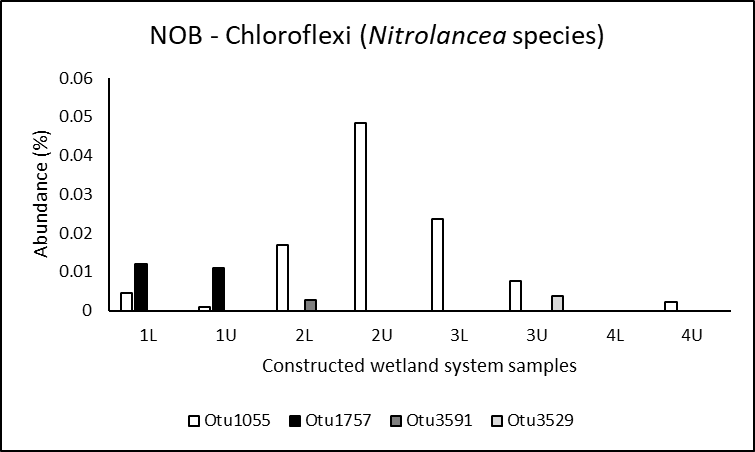 NOB - Chloroflexi (Nitrolancea species)
0.06
0.05
0.04
0.03
0.02
0.01
0
Abundance (%)
1L 1U 2L 2U 3L 3U 4L 4U
Constructed wetland system samples
Otu1055 Otu1757 Otu3591 Otu3529